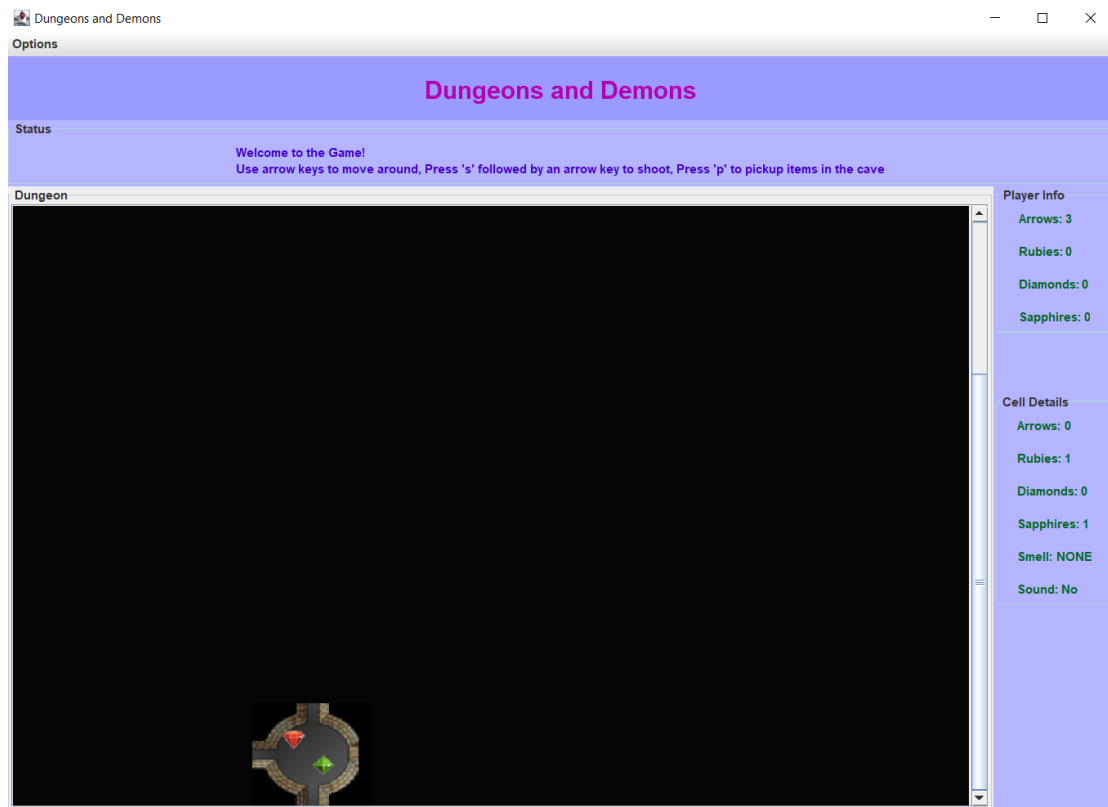 Dungeons and Demons
Options
Dungeons and Demons
Status
Welcome to the Game!
Use arrow keys to move around, Press 's' followed by an arrow key to shoot, Press 'p' to pickup items in the cave
Dungeon
Player Info
Arrows: 3
Rubies: 0
Diamonds: 0
Sapphires: 0
Cell Details
Arrows: 0
Rubies: 1
Diamonds: 0
Sapphires: 1
Smell: NONE
Sound: No